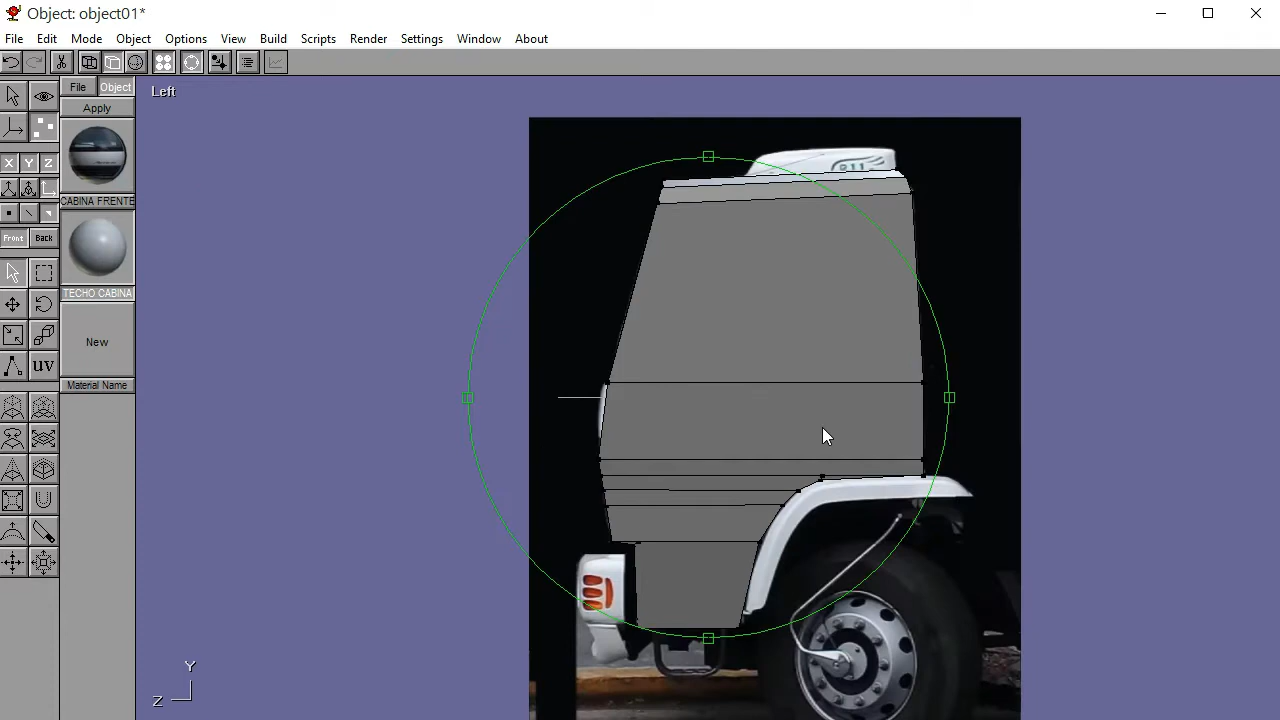 Object: object01*
File Edit Mode Object Options View Build Scripts Render Settings Window About
File Object
Left
Apply
X Y Z
CABINA FRENTE
Front Back
TECHO CABINA
New
uv
Material Name
R11
Y
Z